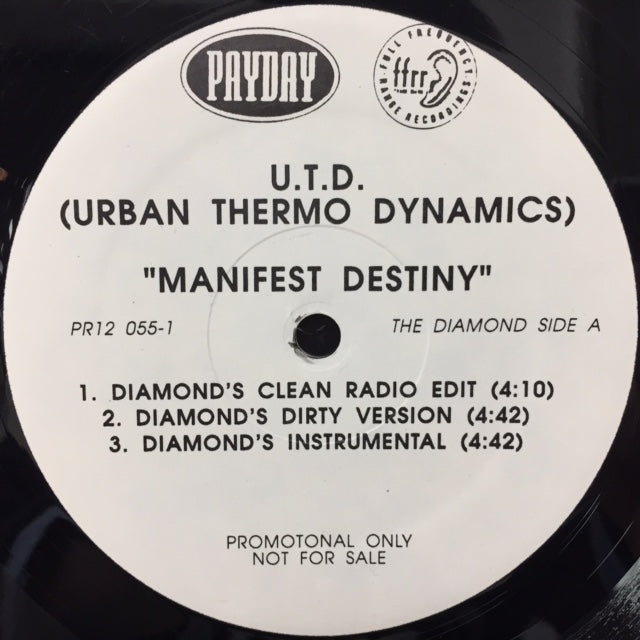 PAYDAY
FULL FREQUENCY
ffrr
RANGE RECORDINGS
U.T.D.
(URBAN THERMO DYNAMICS)
"MANIFEST DESTINY"
PR12 055-1
THE DIAMOND SIDE A
1. DIAMOND'S CLEAN RADIO EDIT (4:10)
2. DIAMOND'S DIRTY VERSION (4:42)
3. DIAMOND'S INSTRUMENTAL (4:42)
PROMOTONAL ONLY
NOT FOR SALE